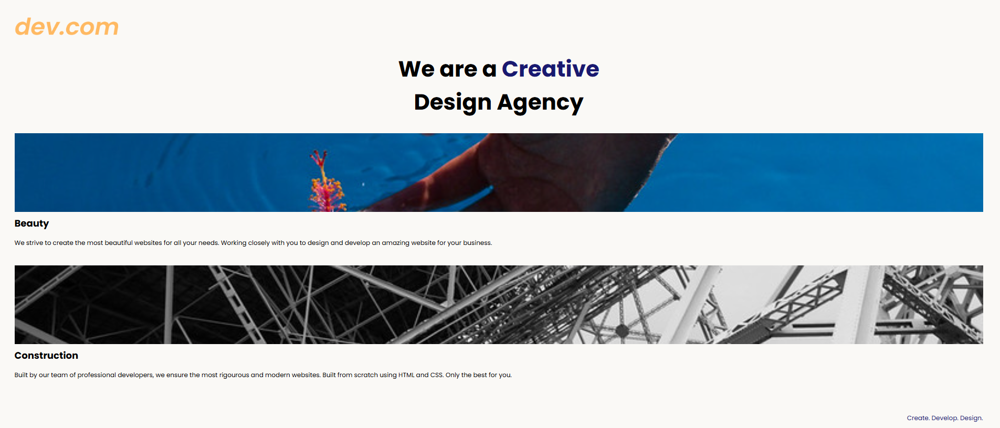 dev.com
We are a Creative
Design Agency
Beauty
We strive to create the most beautiful websites for all your needs. Working closely with you to design and develop an amazing website for your business.
Construction
Built by our team of professional developers, we ensure the most rigourous and modern websites. Built from scratch using HTML and CSS. Only the best for you.
Create. Develop. Design.